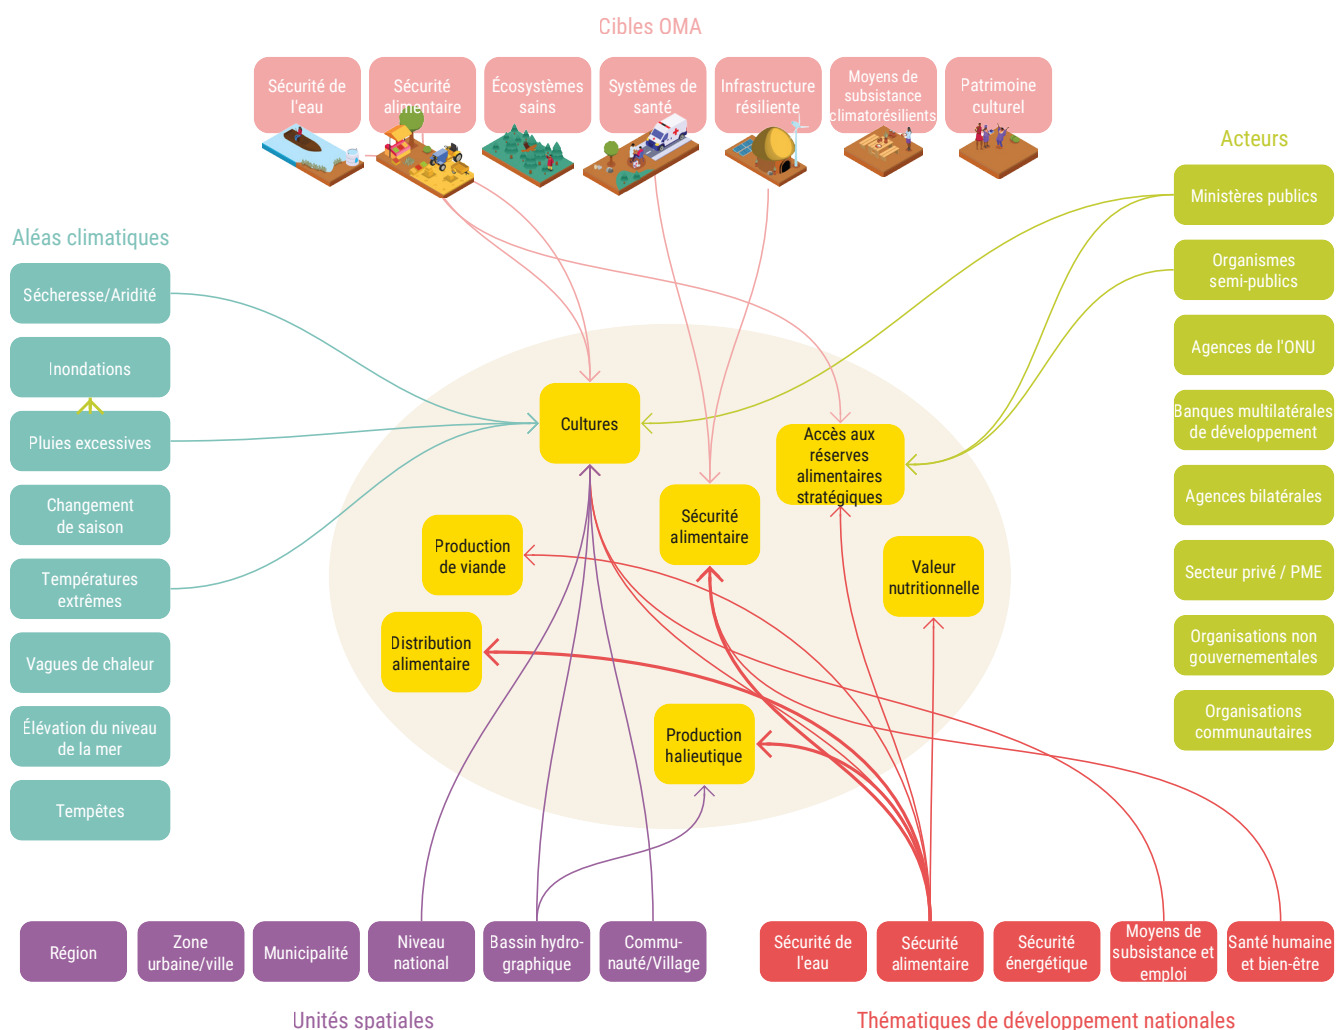 Cibles OMA
Sécurité de
l'eau
Sécurité
alimentaire
Écosystèmes
sains
Systèmes de
santé
Infrastructure
résiliente
Moyens de
subsistance
climatorésilients
Patrimoine
culturel
Aléas climatiques
Sécheresse/Aridité
Inondations
Pluies excessives
Changement
de saison
Températures
extrêmes
Vagues de chaleur
Élévation du niveau
de la mer
Tempêtes
Cultures
Accès aux
réserves
alimentaires
stratégiques
Sécurité
alimentaire
Production
de viande
Valeur
nutritionnelle
Distribution
alimentaire
Production
halieutique
Acteurs
Ministères publics
Organismes
semi-publics
Agences de l'ONU
Banques multilatérales
de développement
Agences bilatérales
Secteur privé / PME
Organisations non
gouvernementales
Organisations
communautaires
Région
Zone
urbaine/ville
Municipalité
Niveau
national
Bassin hydro-
graphique
Commu-
nauté/Village
Unités spatiales
Sécurité de
l'eau
Sécurité
alimentaire
Sécurité
énergétique
Moyens de
subsistance et
emploi
Santé humaine
et bien-être
Thématiques de développement nationales